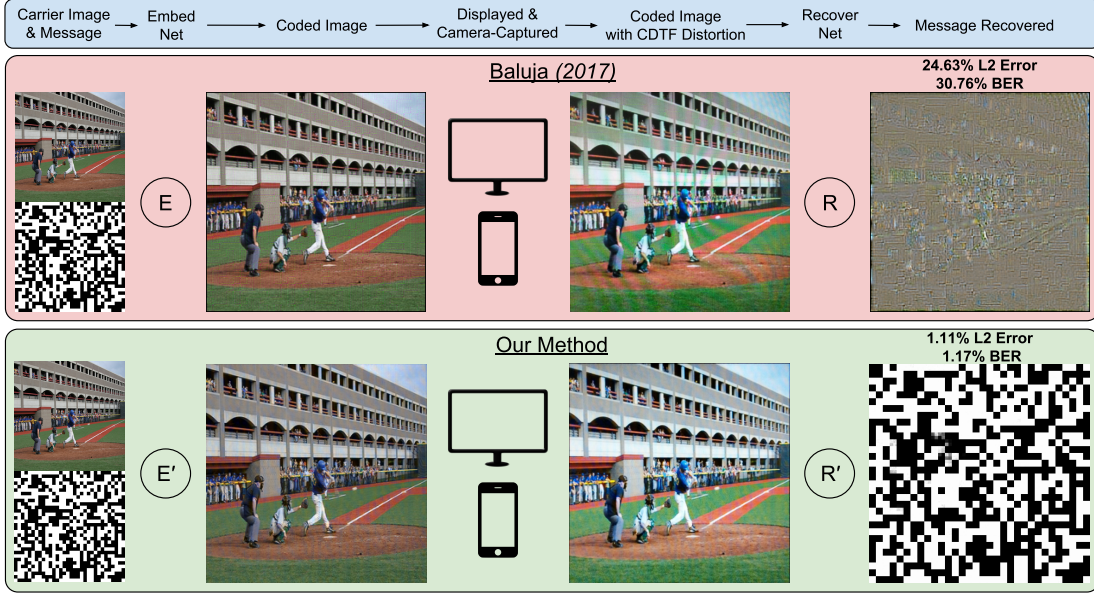 Carrier Image
& Message
Embed
Net
Coded Image
Displayed &
Camera-Captured
Coded Image
with CDTF Distortion
Recover
Net
Message Recovered
Baluja (2017)
24.63% L2 Error
30.76% BER
E
R
Our Method
1.11% L2 Error
1.17% BER
E′
R′